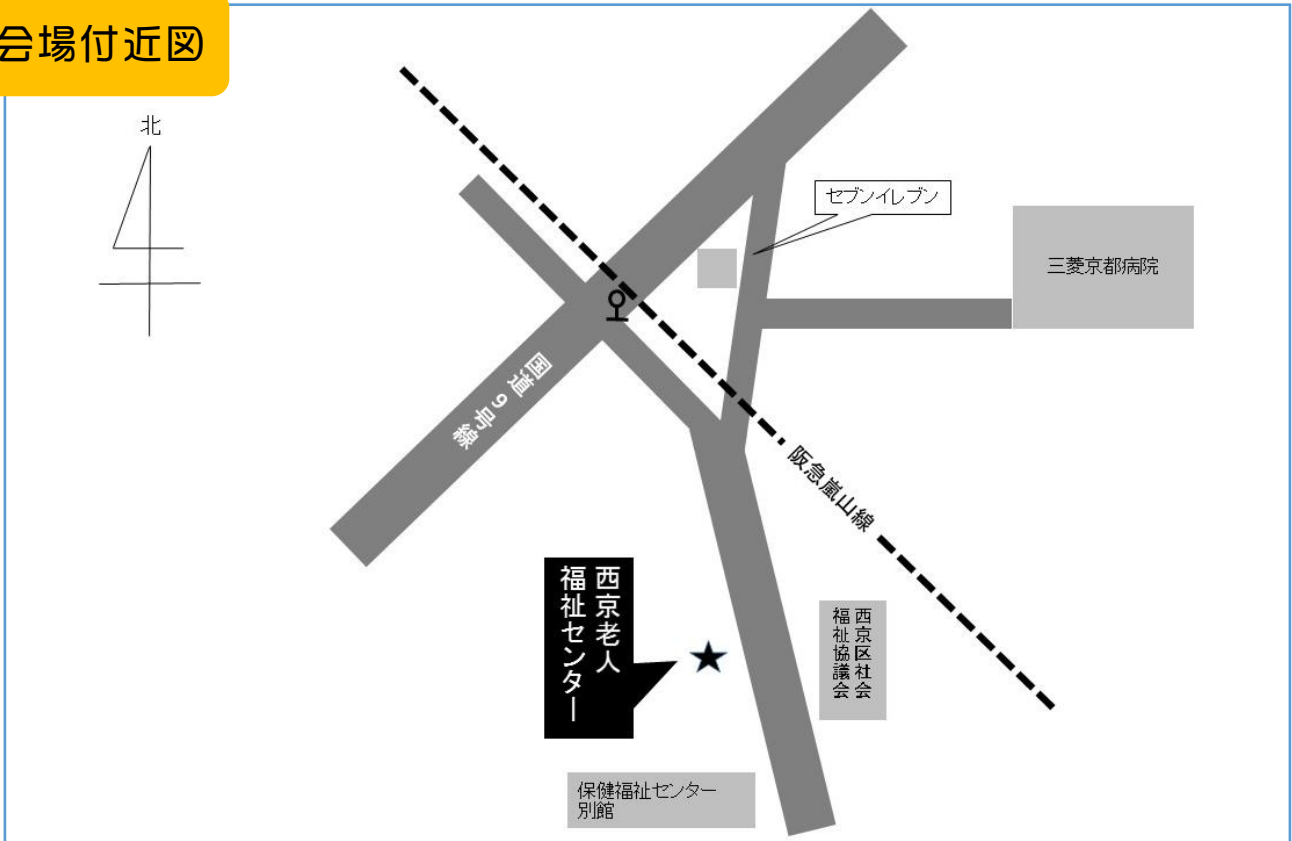 会場付近図
北
セブンイレブン
三菱京都病院
国道9号線
阪急嵐山線
西京老人
福祉センター
西京区社会
福祉協議会
保健福祉センター
別館